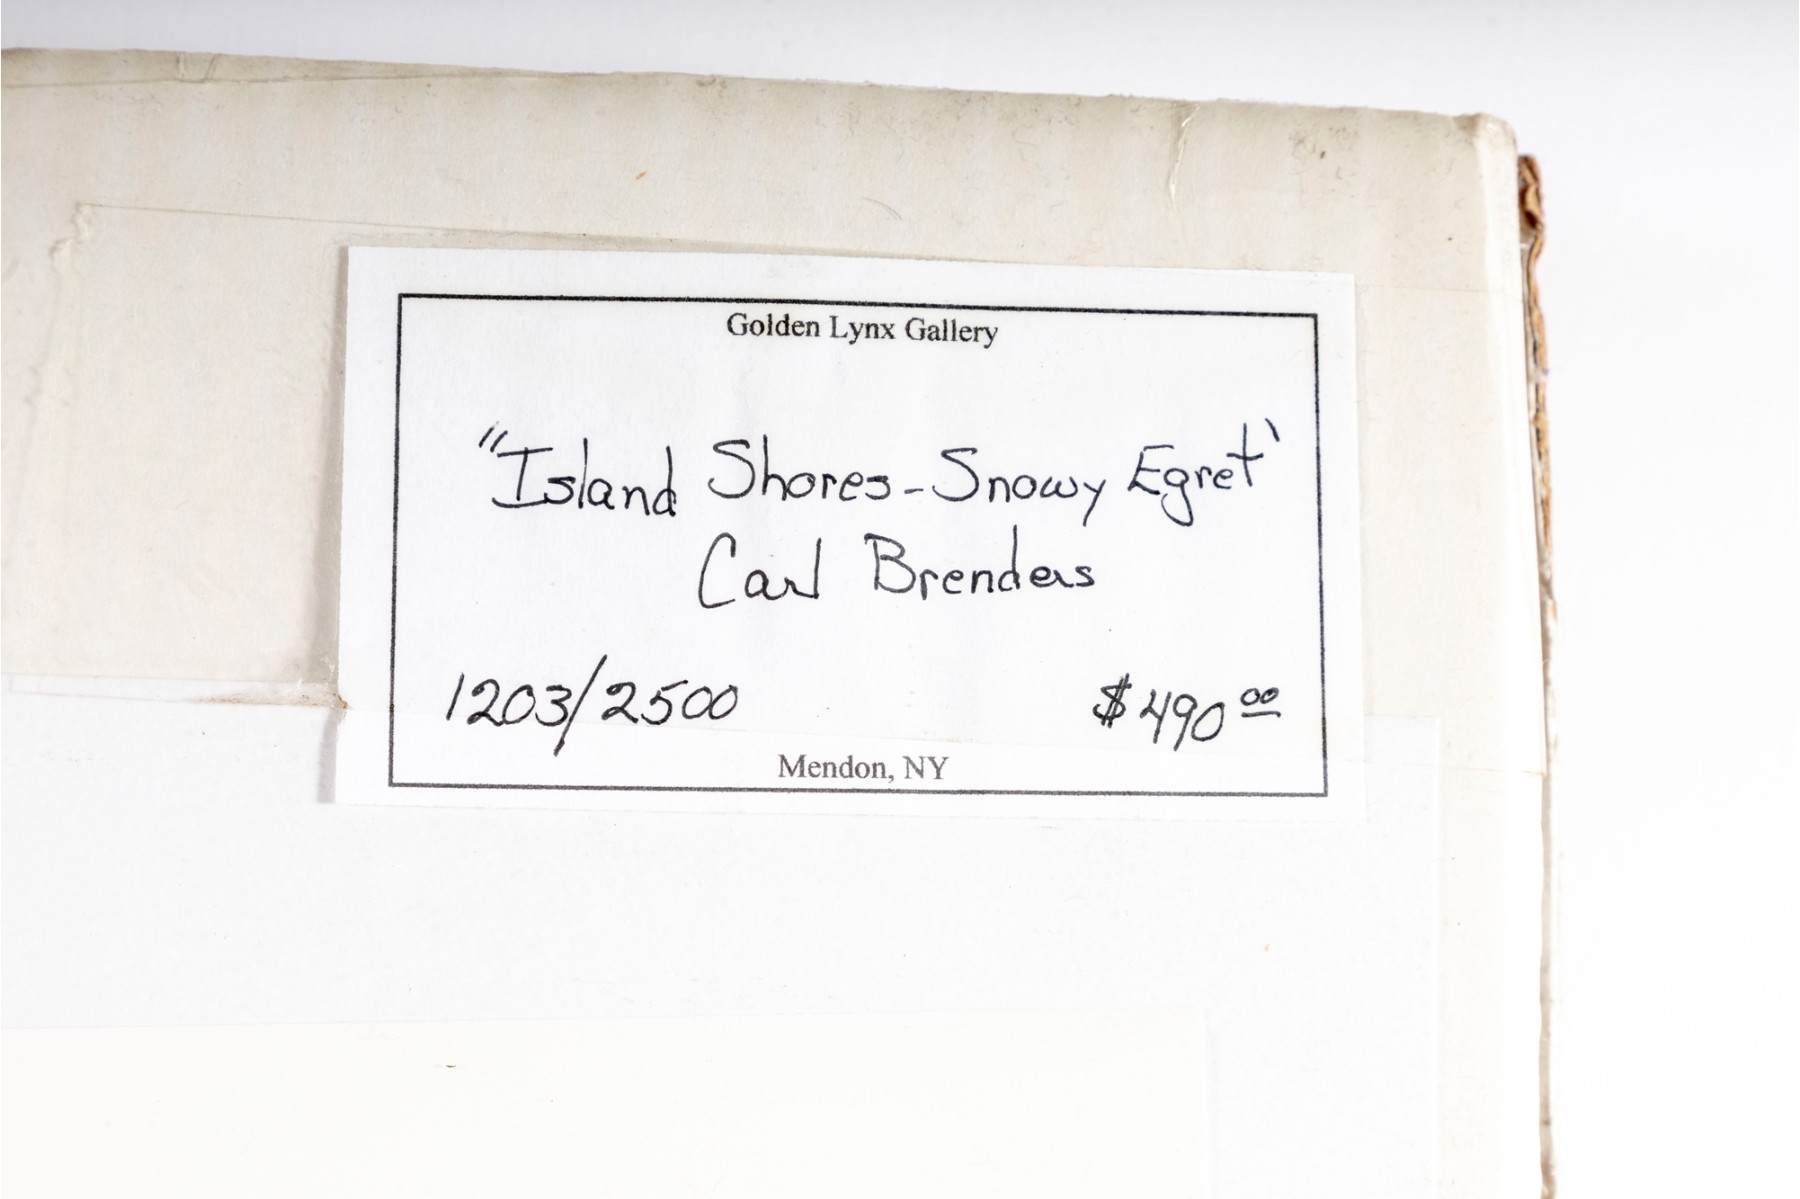 Golden Lynx Gallery
"Island Shores - Snowy Egret"
Carl Brenders
1203/2500 $490.00
Mendon, NY